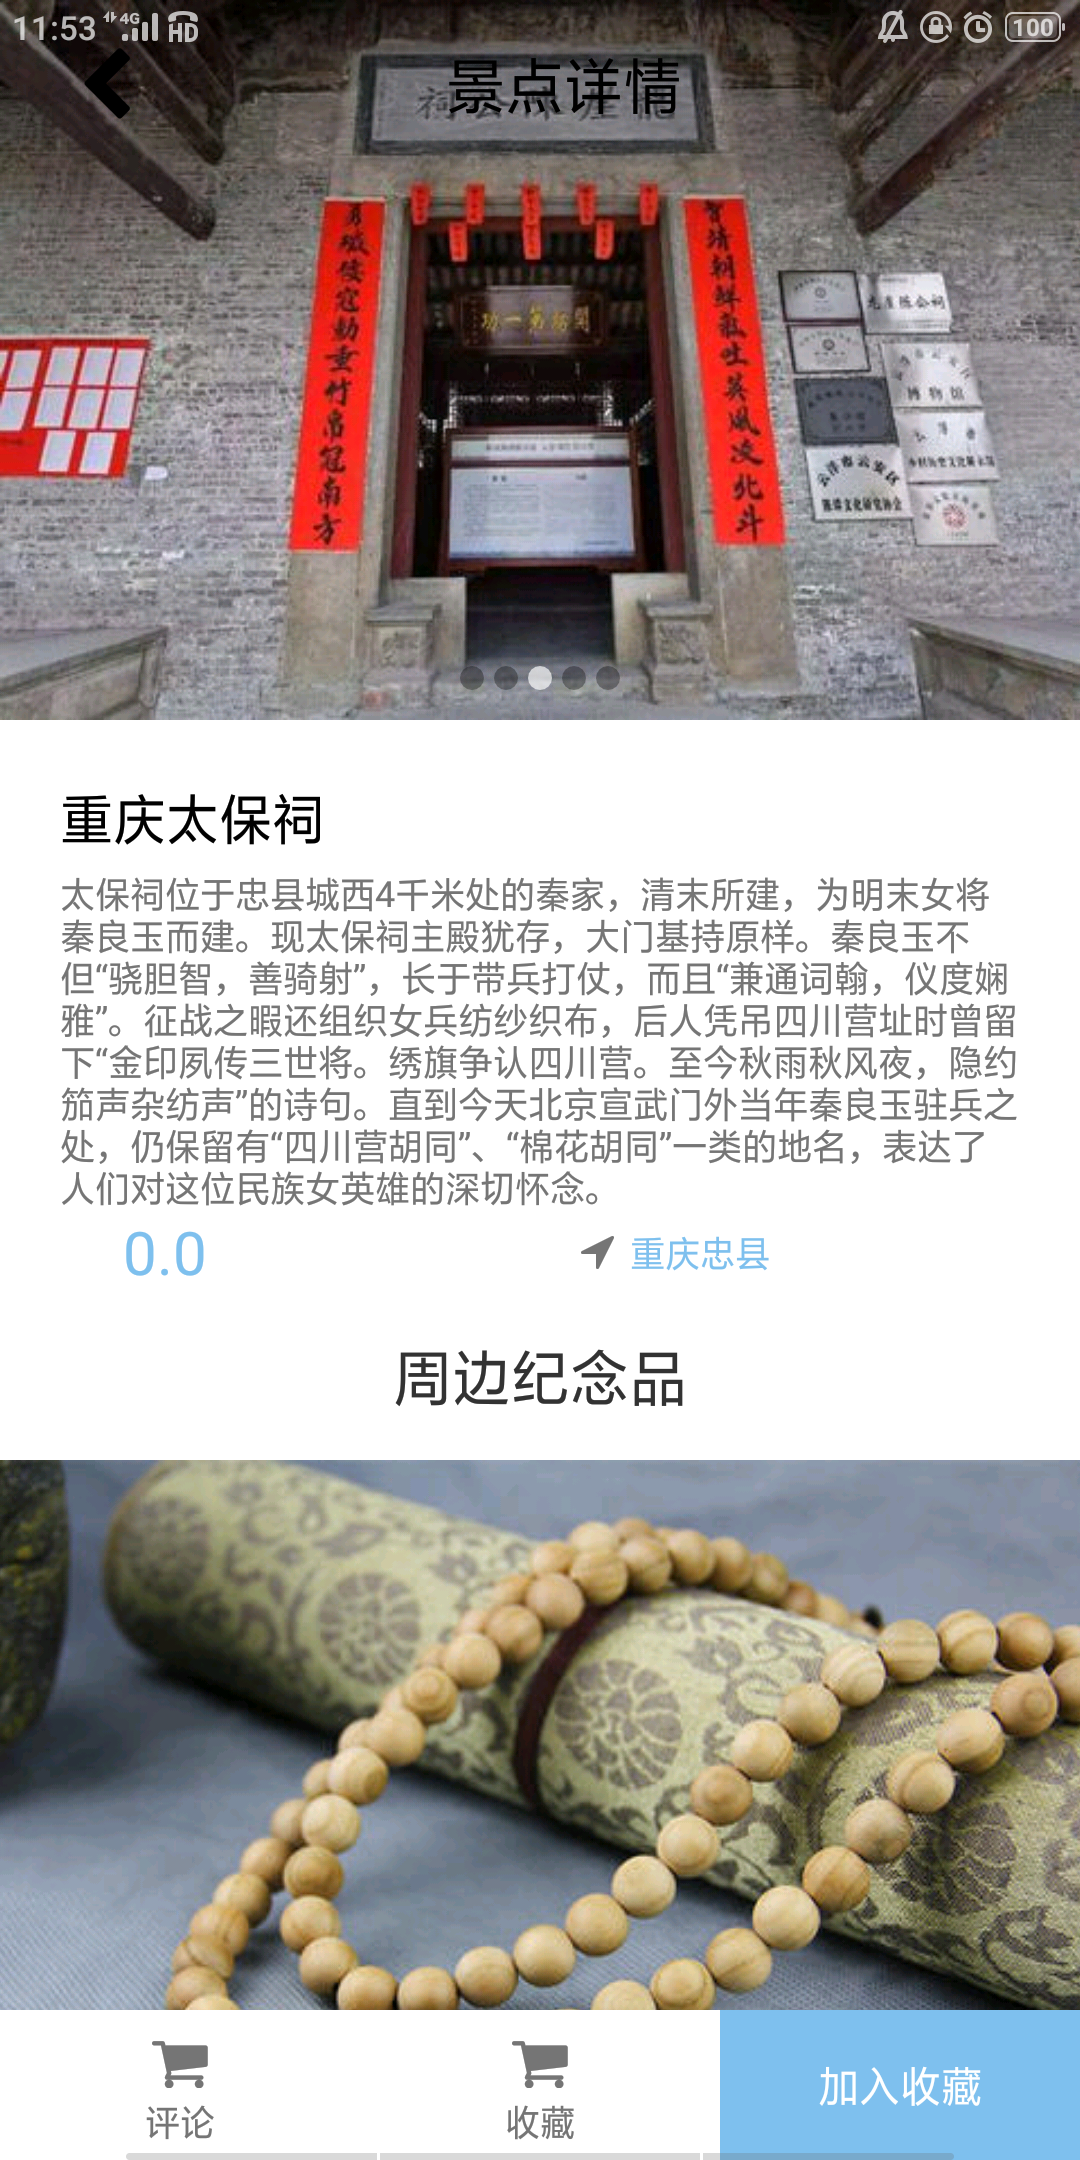 11:53 4G HD 100
景点详情
关西第一功
重庆太保祠
太保祠位于忠县城西4千米处的秦家，清末所建，为明末女将
秦良玉而建。现太保祠主殿犹存，大门基持原样。秦良玉不
但“骁胆智，善骑射”，长于带兵打仗，而且“兼通词翰，仪度娴
雅”。征战之暇还组织女兵纺纱织布，后人凭吊四川营址时曾留
下“金印夙传三世将。绣旗争认四川营。至今秋雨秋风夜，隐约
笳声杂纺声”的诗句。直到今天北京宣武门外当年秦良玉驻兵之
处，仍保留有“四川营胡同”、“棉花胡同”一类的地名，表达了
人们对这位民族女英雄的深切怀念。
0.0
重庆忠县
周边纪念品
评论
收藏
加入收藏